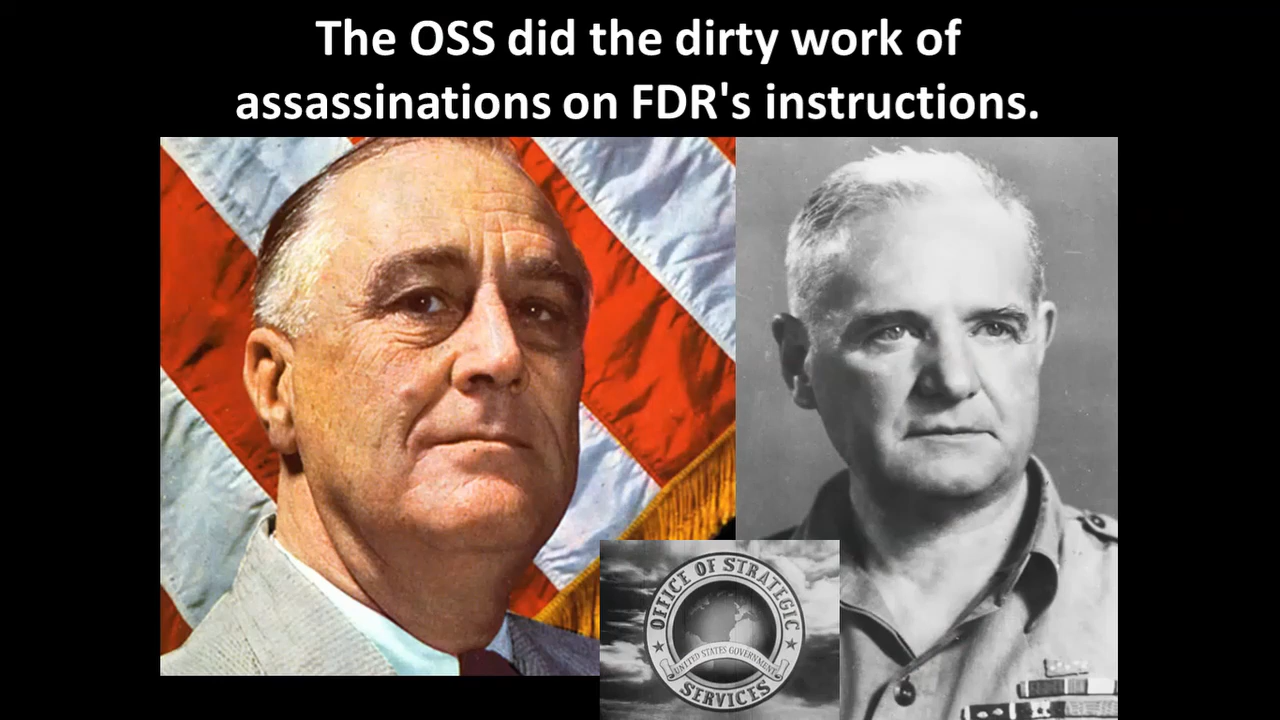 The OSS did the dirty work of
assassinations on FDR's instructions.
OFFICE OF STRATEGIC
UNITED STATES GOVERNMENT
SERVICES